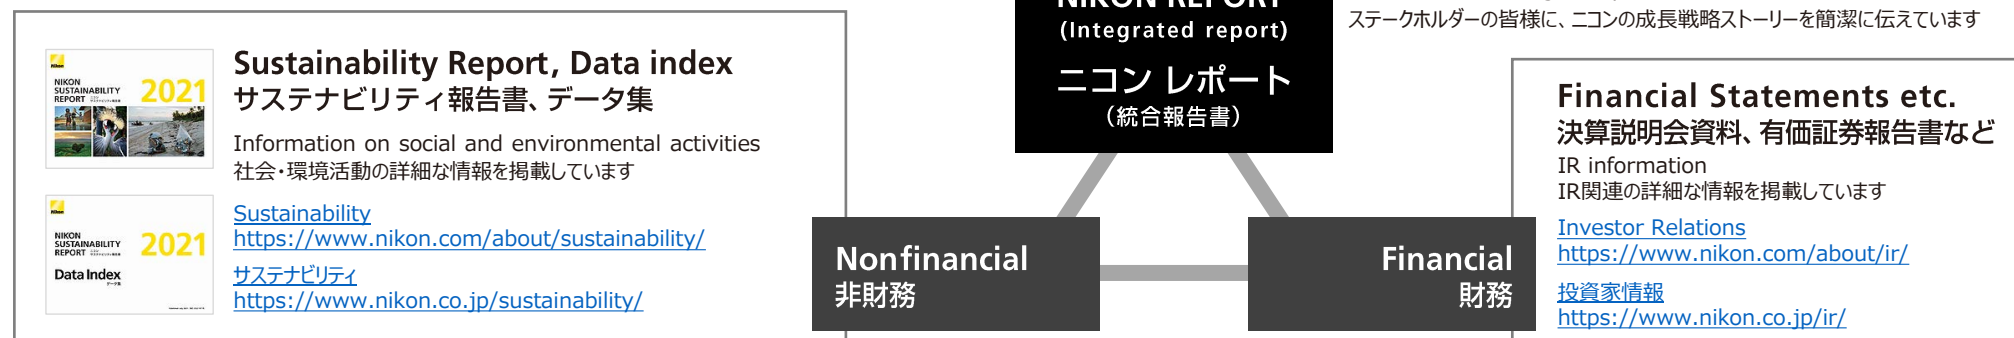 Sustainability Report, Data index
サステナビリティ報告書、データ集
Information on social and environmental activities
社会・環境活動の詳細な情報を掲載しています
Sustainability
https://www.nikon.com/about/sustainability/
サステナビリティ
https://www.nikon.co.jp/sustainability/
Nikon
NIKON
SUSTAINABILITY
REPORT
2021
Nikon
NIKON
SUSTAINABILITY
REPORT
2021
Data Index
データ集
NIKON REPORT
(Integrated report)
ニコン レポート
（統合報告書）
Nonfinancial
非財務
Financial
財務
ステークホルダーの皆様に、ニコンの成長戦略ストーリーを簡潔に伝えています
Financial Statements etc.
決算説明会資料、有価証券報告書など
IR information
IR関連の詳細な情報を掲載しています
Investor Relations
https://www.nikon.com/about/ir/
投資家情報
https://www.nikon.co.jp/ir/